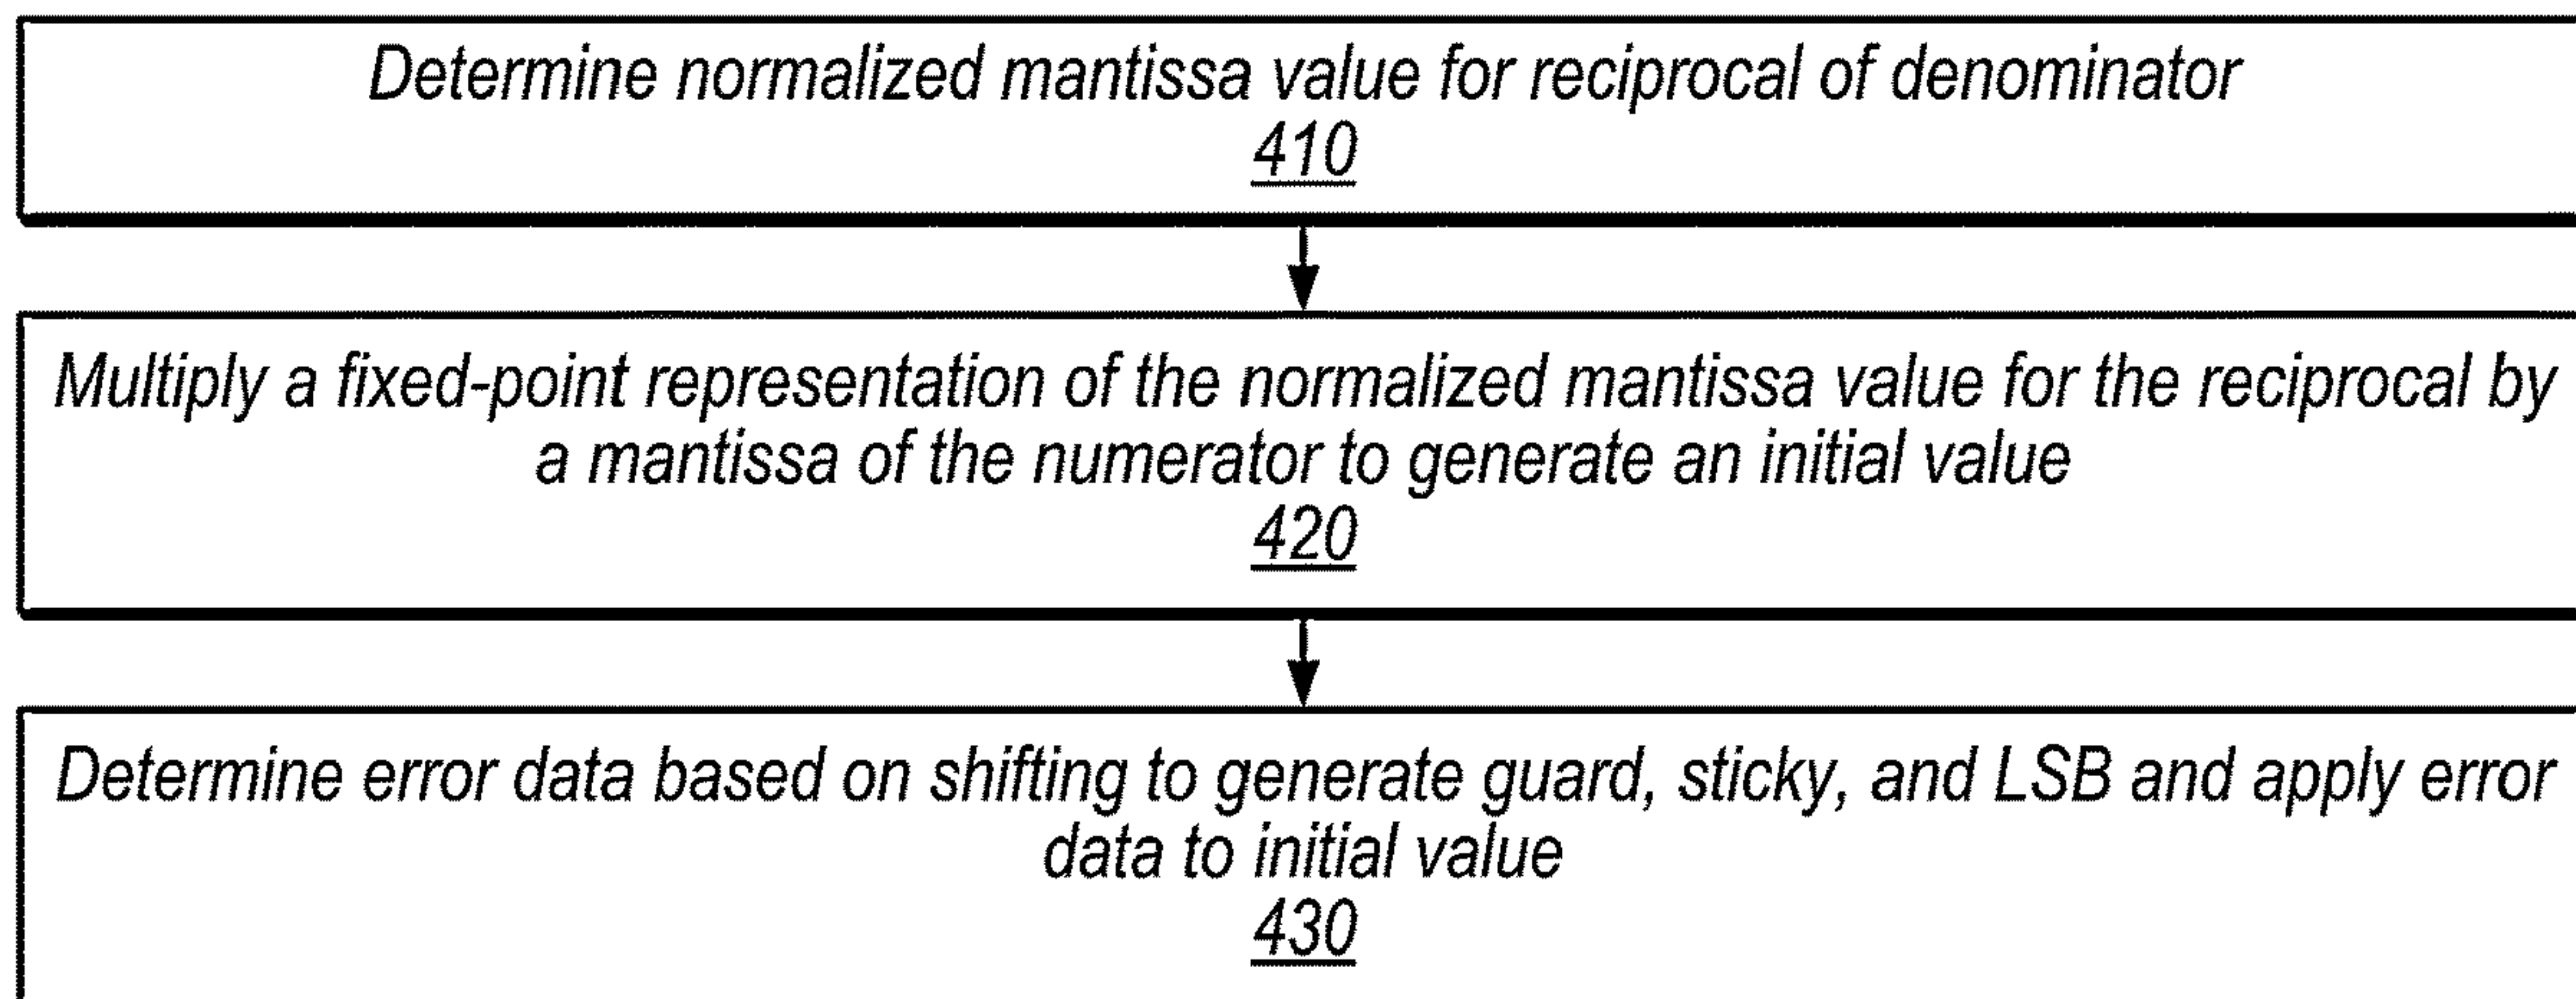 Determine normalized mantissa value for reciprocal of denominator
410
Multiply a fixed-point representation of the normalized mantissa value for the reciprocal by
a mantissa of the numerator to generate an initial value
420
Determine error data based on shifting to generate guard, sticky, and LSB and apply error
data to initial value
430